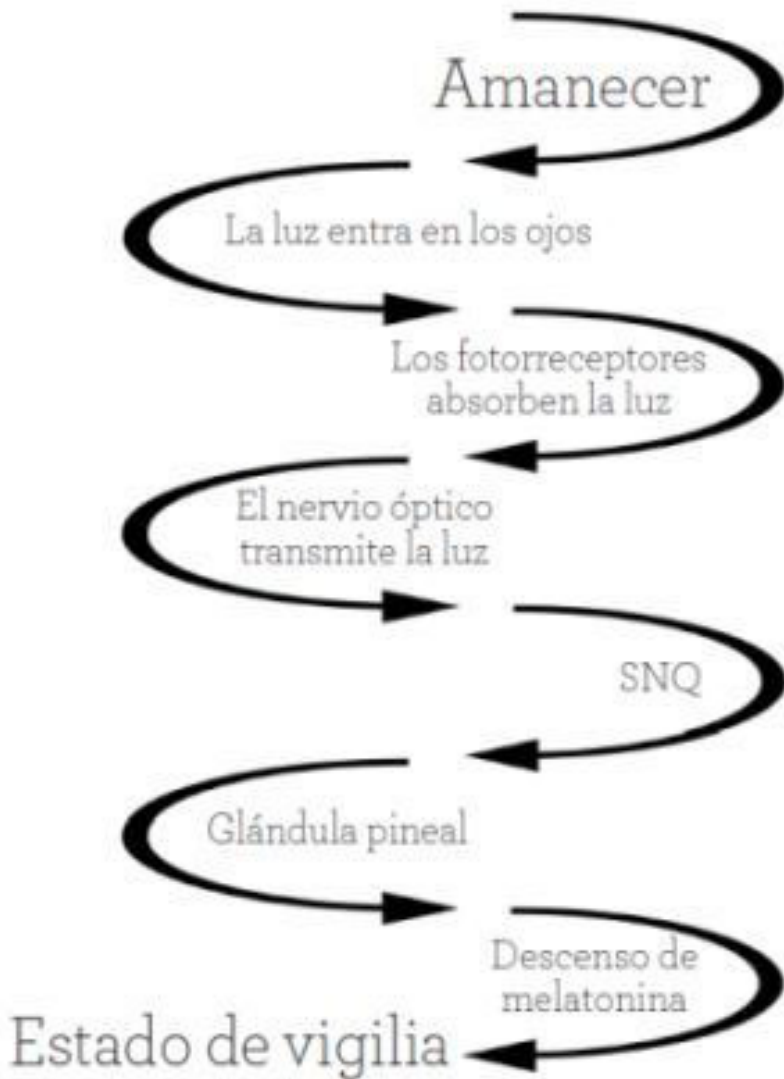 Amanecer
La luz entra en los ojos
Los fotorreceptores
absorben la luz
El nervio óptico
transmite la luz
SNQ
Glándula pineal
Descenso de
melatonina
Estado de vigilia